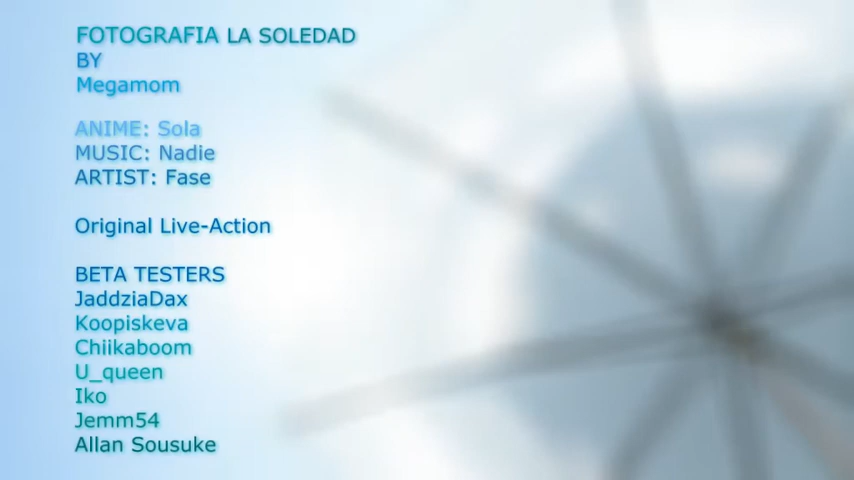 FOTOGRAFIA LA SOLEDAD
BY
Megamom
ANIME: Sola
MUSIC: Nadie
ARTIST: Fase
Original Live-Action
BETA TESTERS
JaddziaDax
Koopiskeva
Chiikaboom
U_queen
Iko
Jemm54
Allan Sousuke